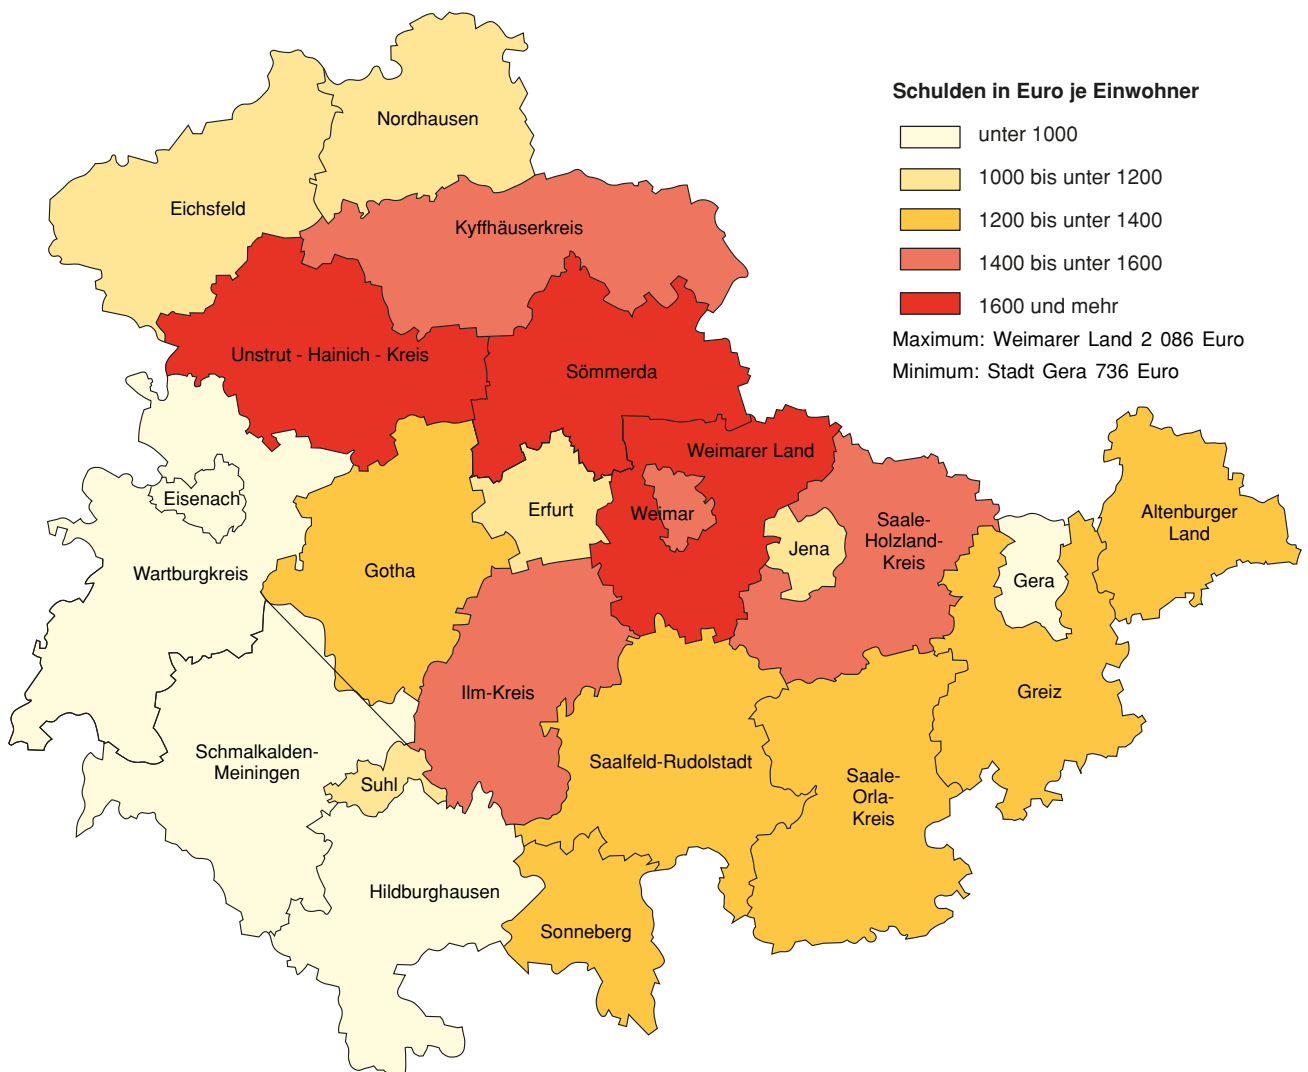 Schulden in Euro je Einwohner
unter 1000
1000 bis unter 1200
1200 bis unter 1400
1400 bis unter 1600
1600 und mehr
Maximum: Weimarer Land 2 086 Euro
Minimum: Stadt Gera 736 Euro
Nordhausen
Eichsfeld
Kyffhäuserkreis
Unstrut - Hainich - Kreis
Sömmerda
Weimarer Land
Eisenach
Erfurt
Weimar
Jena
Saale-
Holzland-
Kreis
Altenburger
Land
Wartburgkreis
Gotha
Gera
Ilm-Kreis
Greiz
Schmalkalden-
Meiningen
Suhl
Saalfeld-Rudolstadt
Saale-
Orla-
Kreis
Hildburghausen
Sonneberg